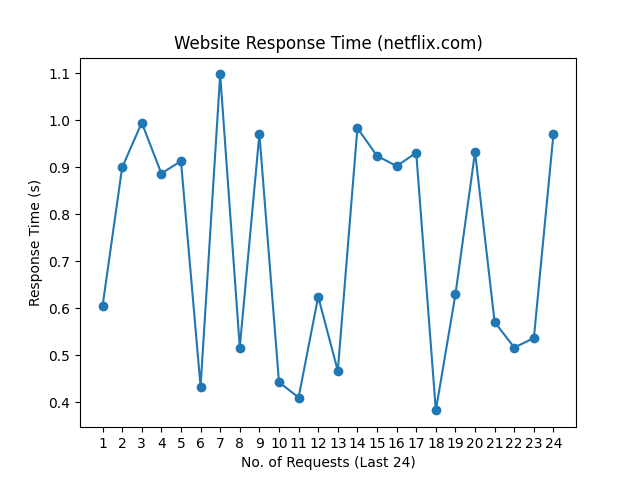 Website Response Time (netflix.com)
Response Time (s)
1.1
1.0
0.9
0.8
0.7
0.6
0.5
0.4
1 2 3 4 5 6 7 8 9 10 11 12 13 14 15 16 17 18 19 20 21 22 23 24
No. of Requests (Last 24)